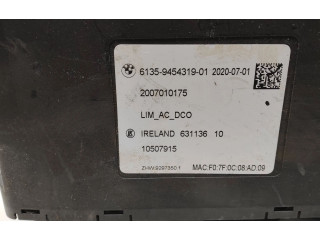 6135-9454319-01 2020-07-01
2007010175
LIM_AC_DCO
IRELAND 631136 10
10507915
MAC:F0:7F:0C:08:AD:09